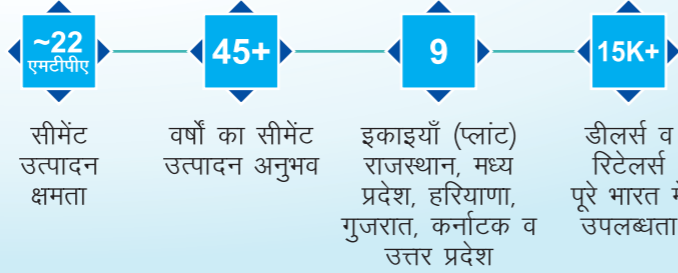 ~22
एमटीपीए
45+
9
15K+
सीमेंट
उत्पादन
क्षमता
वर्षों का सीमेंट
उत्पादन अनुभव
इकाइयाँ (प्लांट)
राजस्थान, मध्य
प्रदेश, हरियाणा,
गुजरात, कर्नाटक व
उत्तर प्रदेश
डीलर्स व
रिटेलर्स
पूरे भारत में
उपलब्धता